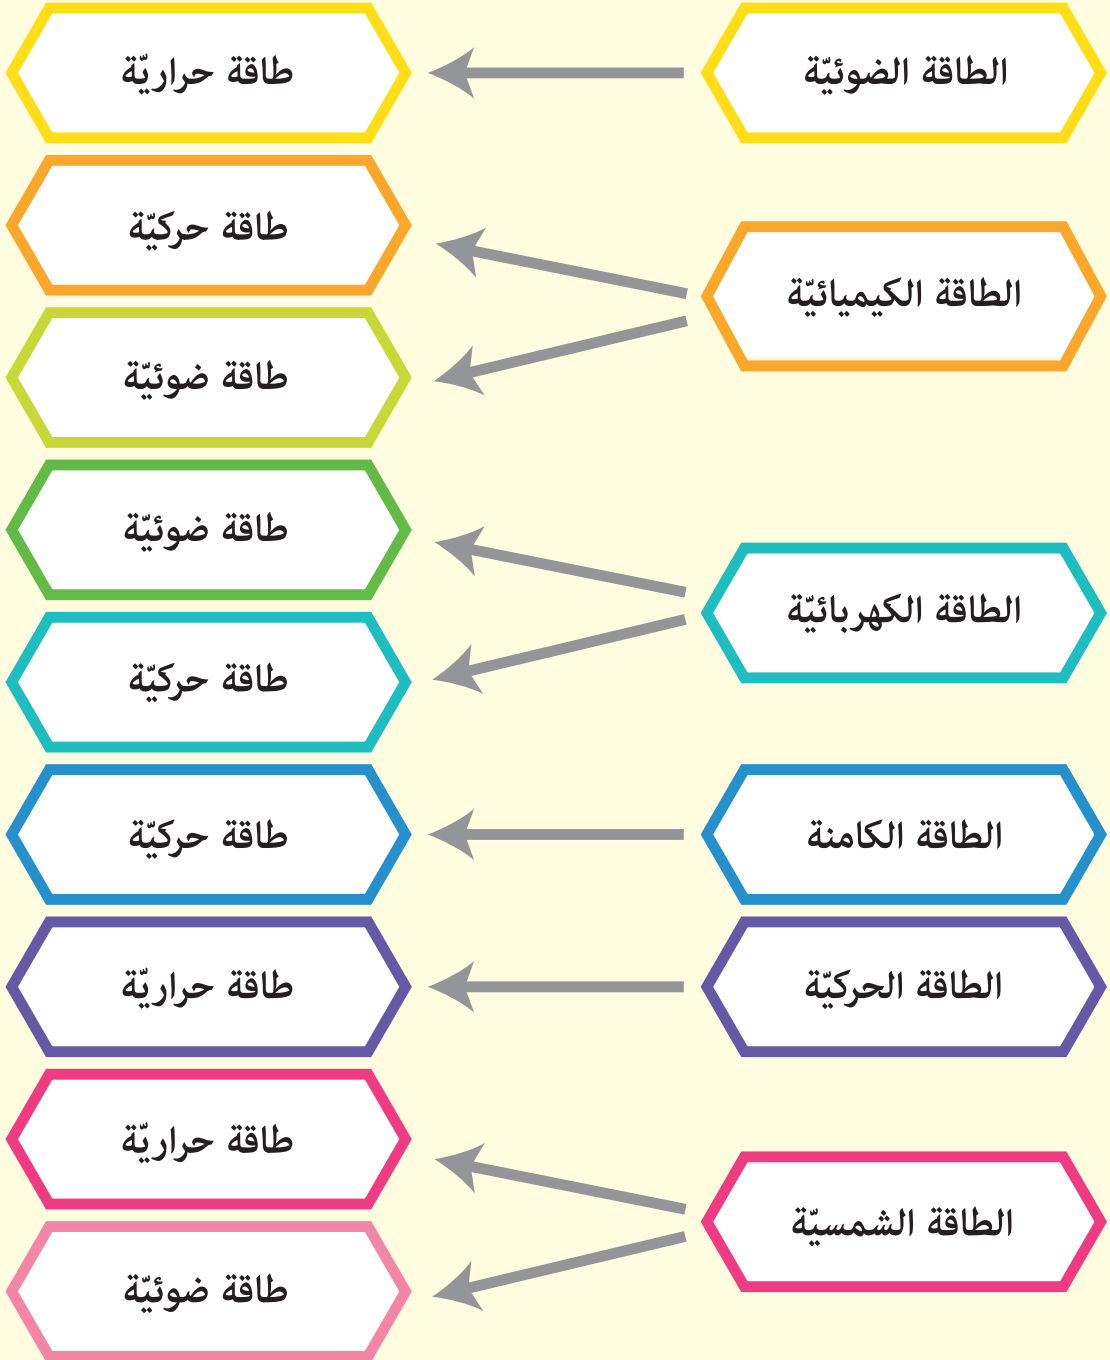 الطاقة الضوئيّة
طاقة حراريّة
الطاقة الكيميائيّة
طاقة حركيّة
طاقة ضوئيّة
الطاقة الكهربائيّة
طاقة ضوئيّة
طاقة حركيّة
الطاقة الكامنة
طاقة حركيّة
الطاقة الحركيّة
طاقة حراريّة
الطاقة الشمسيّة
طاقة حراريّة
طاقة ضوئيّة